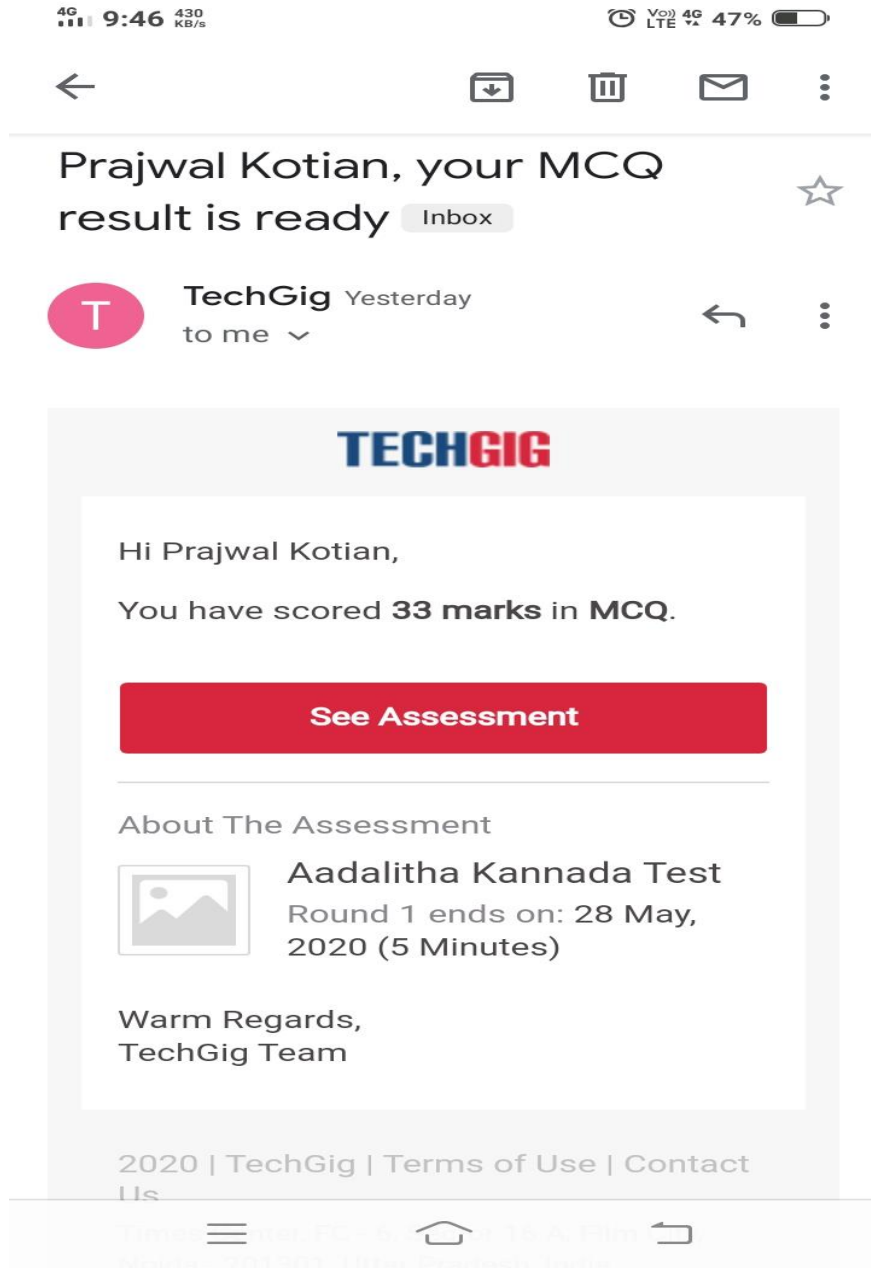 4G 9:46 430 KB/s VoLTE 4G 47%
Prajwal Kotian, your MCQ
result is ready Inbox
T TechGig Yesterday
to me
TECHGIG
Hi Prajwal Kotian,
You have scored 33 marks in MCQ.
See Assessment
About The Assessment
Aadalitha Kannada Test
Round 1 ends on: 28 May,
2020 (5 Minutes)
Warm Regards,
TechGig Team
2020 | TechGig | Terms of Use | Contact
Us